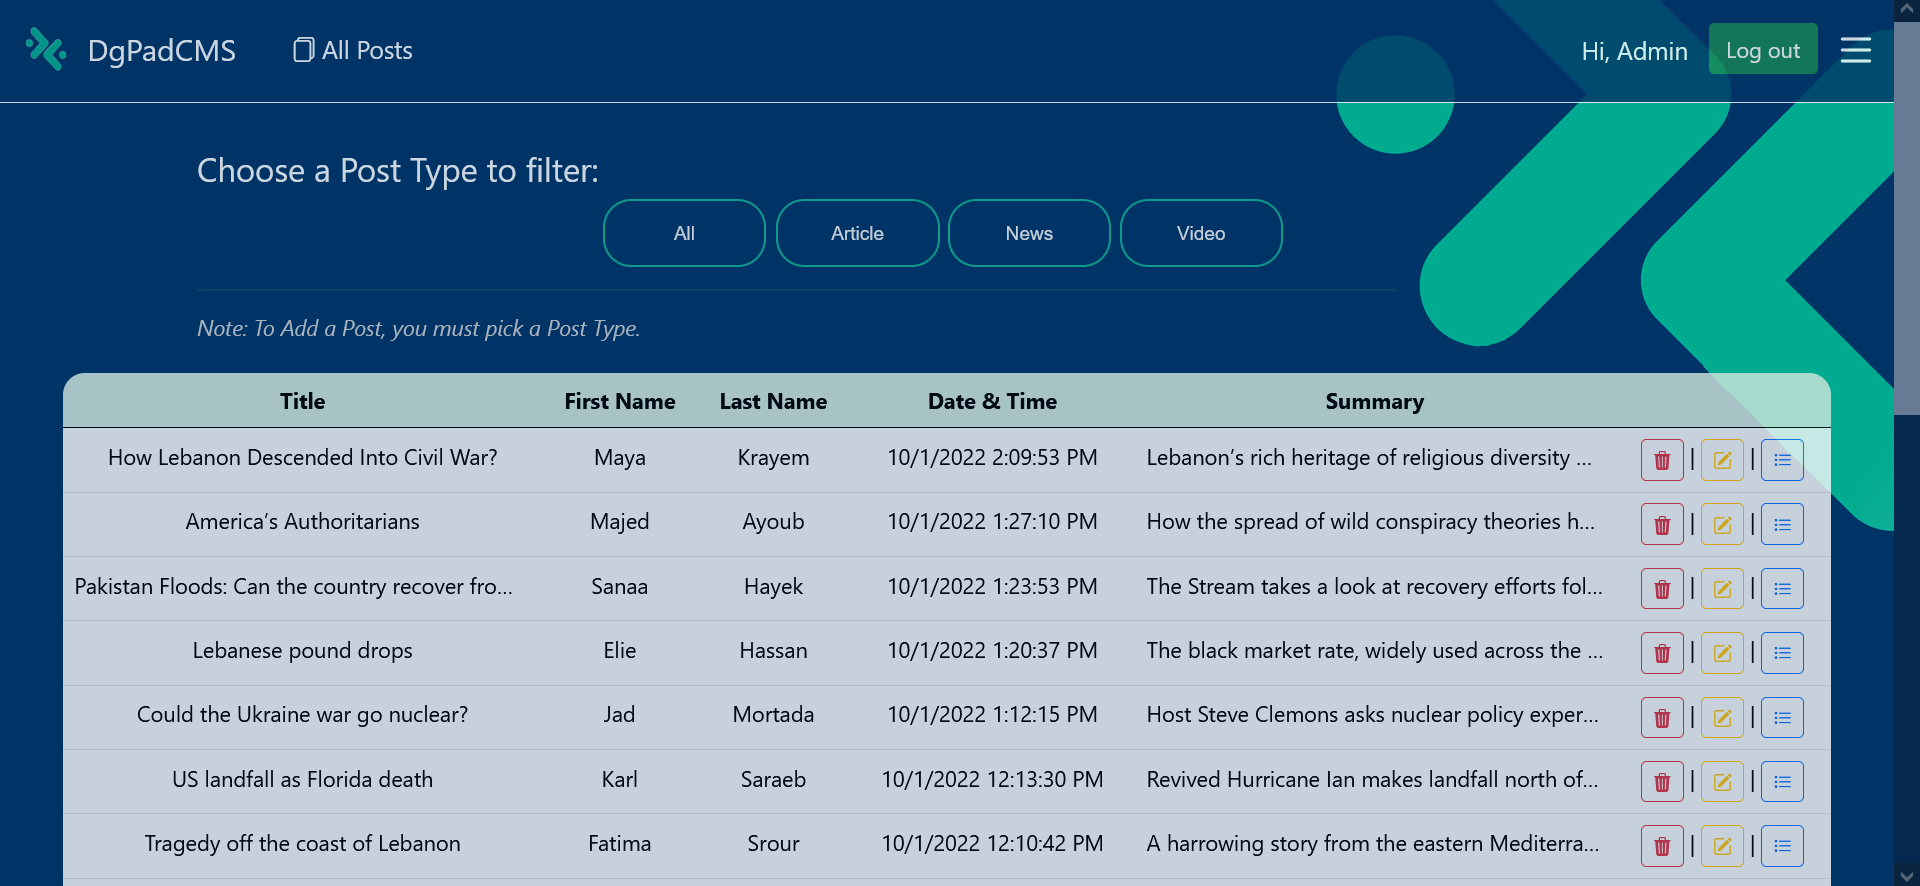 DgPadCMS All Posts Hi, Admin Log out
Choose a Post Type to filter:
All Article News Video
Note: To Add a Post, you must pick a Post Type.
Title First Name Last Name Date & Time Summary
How Lebanon Descended Into Civil War? Maya Krayem 10/1/2022 2:09:53 PM Lebanon’s rich heritage of religious diversity ... | |
America’s Authoritarians Majed Ayoub 10/1/2022 1:27:10 PM How the spread of wild conspiracy theories h... | |
Pakistan Floods: Can the country recover fro... Sanaa Hayek 10/1/2022 1:23:53 PM The Stream takes a look at recovery efforts fol... | |
Lebanese pound drops Elie Hassan 10/1/2022 1:20:37 PM The black market rate, widely used across the ... | |
Could the Ukraine war go nuclear? Jad Mortada 10/1/2022 1:12:15 PM Host Steve Clemons asks nuclear policy exper... | |
US landfall as Florida death Karl Saraeb 10/1/2022 12:13:30 PM Revived Hurricane Ian makes landfall north of... | |
Tragedy off the coast of Lebanon Fatima Srour 10/1/2022 12:10:42 PM A harrowing story from the eastern Mediterra... | |